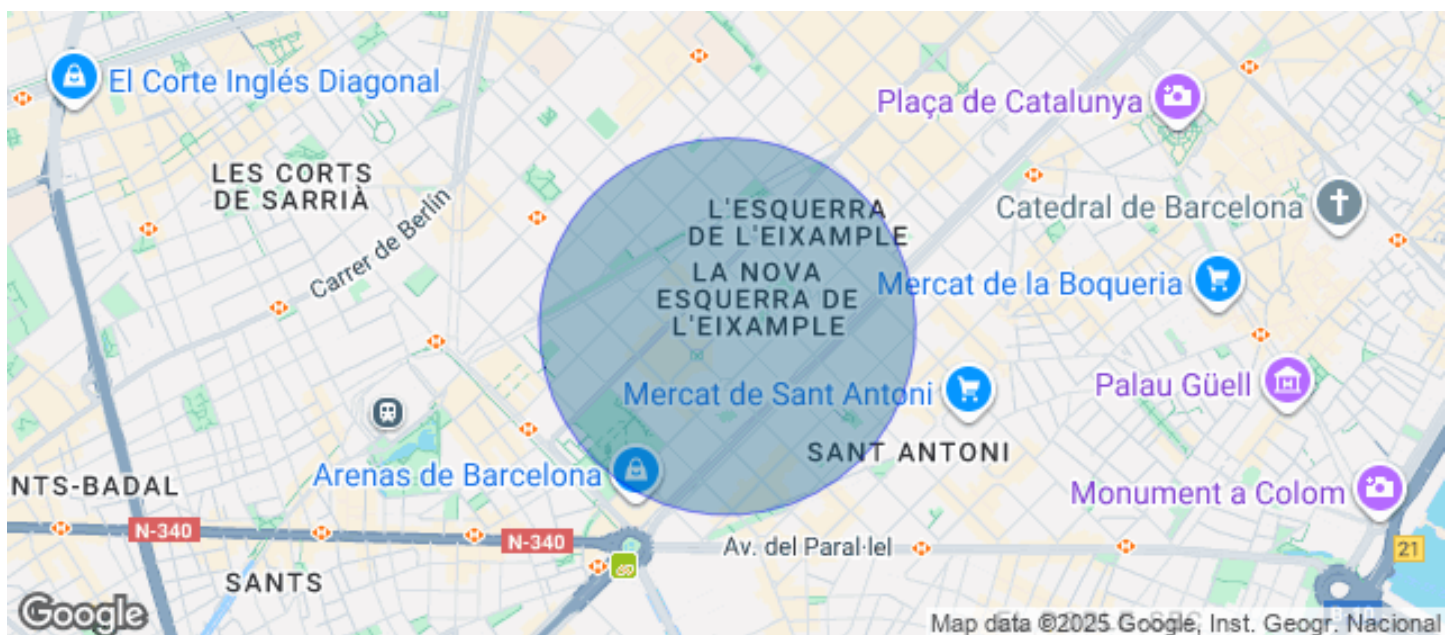 El Corte Inglés Diagonal
Plaça de Catalunya
LES CORTS
DE SARRIÀ
Carrer de Berlín
L'ESQUERRA
DE L'EIXAMPLE
Catedral de Barcelona
LA NOVA
ESQUERRA DE
L'EIXAMPLE
Mercat de la Boqueria
Mercat de Sant Antoni
Palau Güell
SANT ANTONI
Arenas de Barcelona
NTS-BADAL
Monument a Colom
N-340
N-340
Av. del Paral·lel
21
SANTS
B-10
Google
Map data ©2025 Google, Inst. Geogr. Nacional